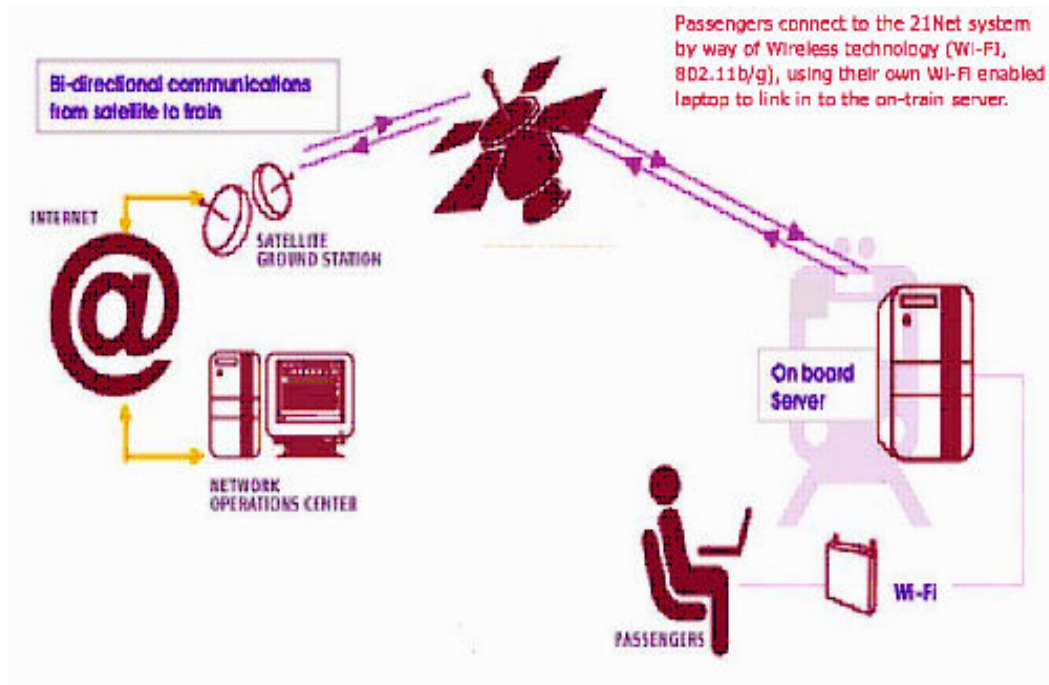 Passengers connect to the 21Net system
by way of Wireless technology (Wi-Fi,
802.11b/g), using their own Wi-Fi enabled
laptop to link in to the on-train server.
Bi-directional communications
from satellite to train
INTERNET
@
SATELLITE
GROUND STATION
On board
Server
NETWORK
OPERATIONS CENTER
Wi-Fi
PASSENGERS